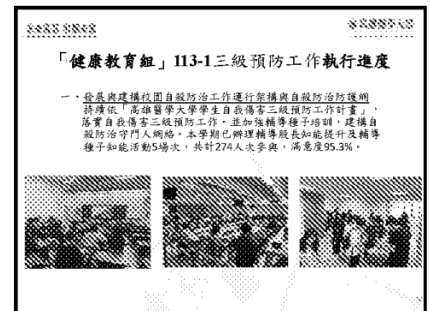 「健康教育組」113-1三級預防工作執行進度
一、發展與建構校園自殺防治工作運行架構與自殺防治防護網
持續依「高雄醫學大學學生自我傷害三級預防工作計畫」，
落實自我傷害三級預防工作。並加強輔導種子培訓，建構自
殺防治守門人網絡。本學期已辦理輔導股長知能提升及輔導
種子知能活動5場次，共計274人次參與，滿意度95.3%。